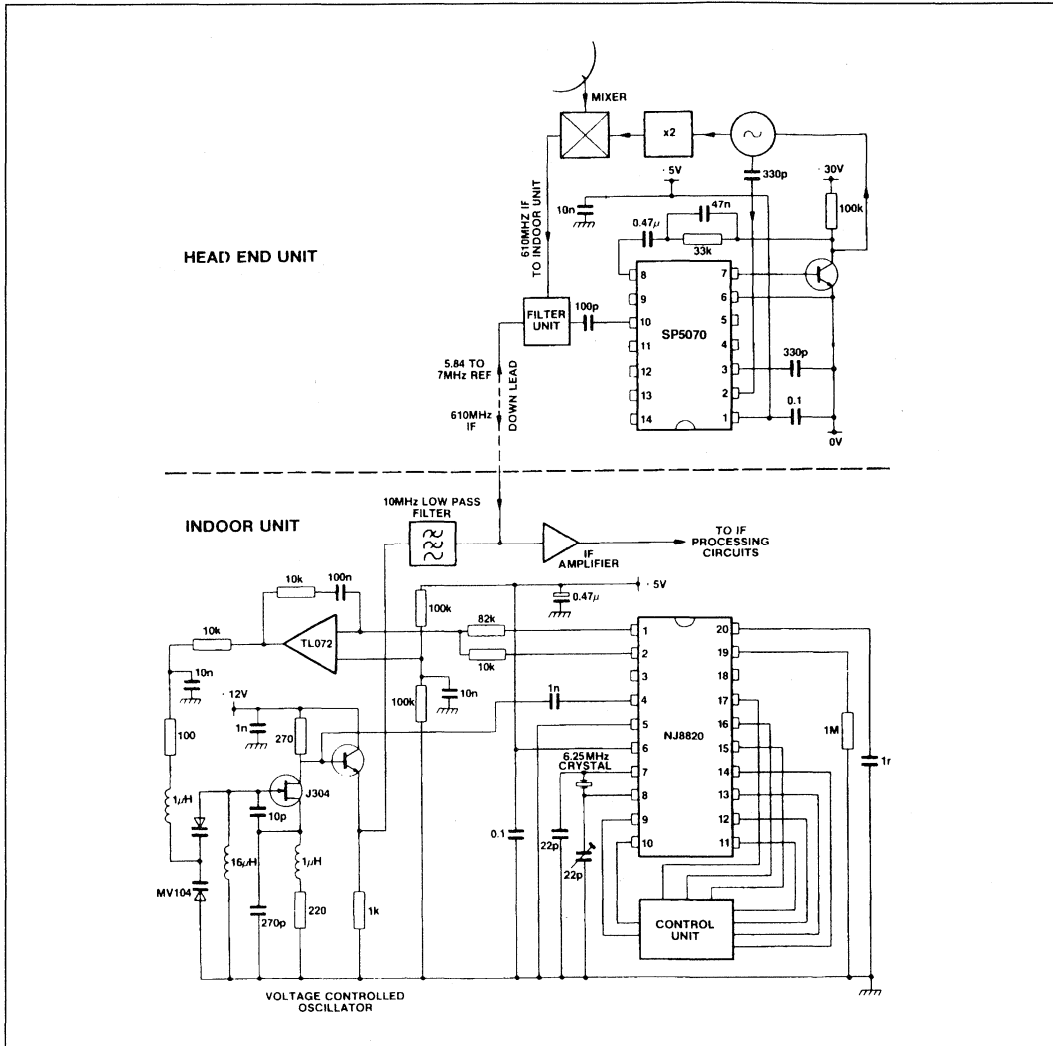 MIXER
x2
· 5V
330p
· 30V
100k
10n
47n
0.47µ
33k
610MHZ IF
TO INDOOR UNIT
HEAD END UNIT
FILTER
UNIT
100p
8
9
10
11
12
13
14
SP5070
7
6
5
4
3
2
1
330p
0.1
0V
5.84 TO
7MHz REF
610MHZ
IF
DOWN LEAD
10MHz LOW PASS
FILTER
INDOOR UNIT
IF
AMPLIFIER
TO IF
PROCESSING
CIRCUITS
10k
100n
100k
0.47µ
· 5V
10k
TL072
82k
10k
10n
· 12V
100k
10n
1n
1n
270
100
J304
1µH
10p
16µH
1µH
MV104
270p
220
1k
0.1
6.25MHz
CRYSTAL
22p
22p
1
2
3
4
5
6
7
8
9
10
NJ8820
20
19
18
17
16
15
14
13
12
11
1M
CONTROL
UNIT
VOLTAGE CONTROLLED
OSCILLATOR